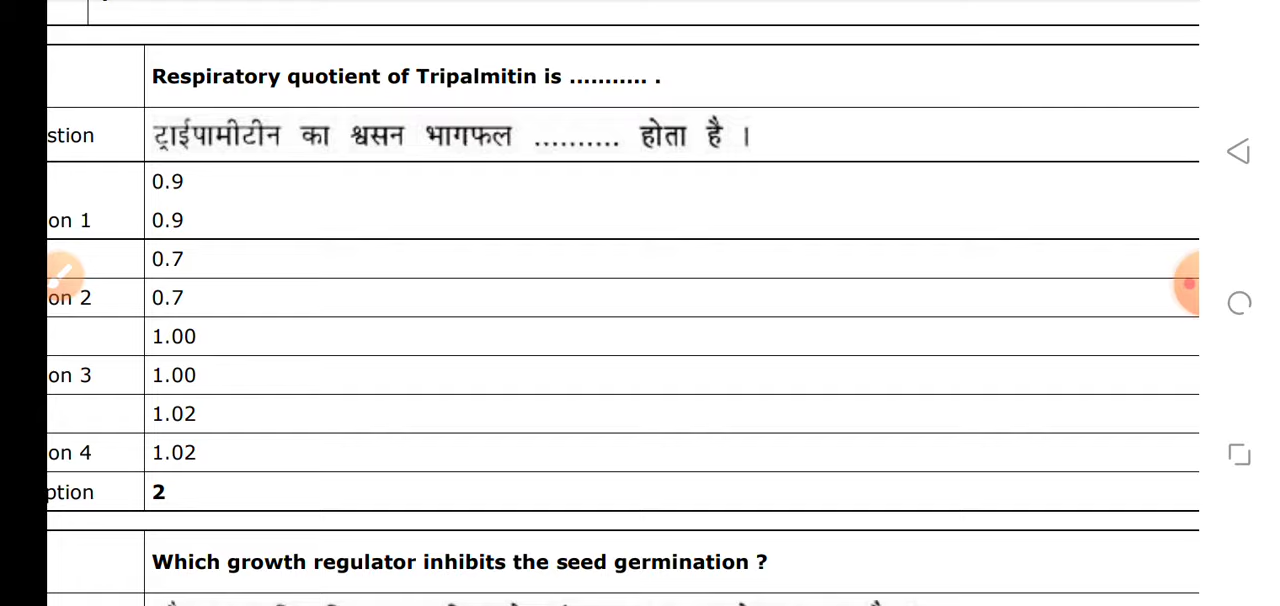 Respiratory quotient of Tripalmitin is ........... .
stion
ट्राईपामीटीन का श्वसन भागफल .......... होता है ।
0.9
on 1
0.9
0.7
on 2
0.7
1.00
on 3
1.00
1.02
on 4
1.02
ption
2
Which growth regulator inhibits the seed germination ?